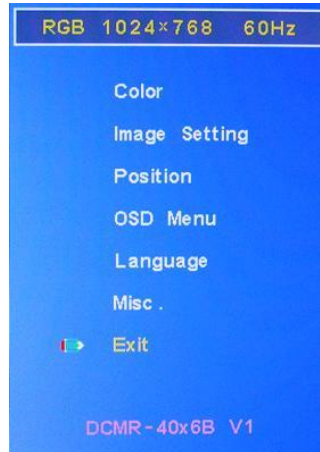 RGB 1024×768 60Hz
Color
Image Setting
Position
OSD Menu
Language
Misc.
Exit
DCMR-40x6B V1